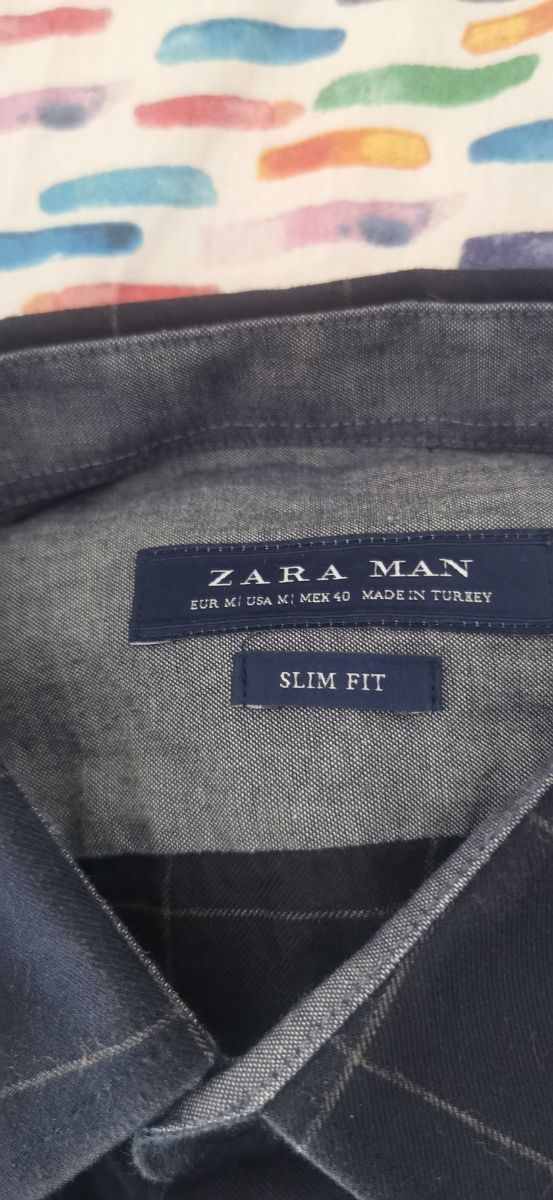 ZARA MAN
EUR M| USA M| MEX 40 MADE IN TURKEY
SLIM FIT